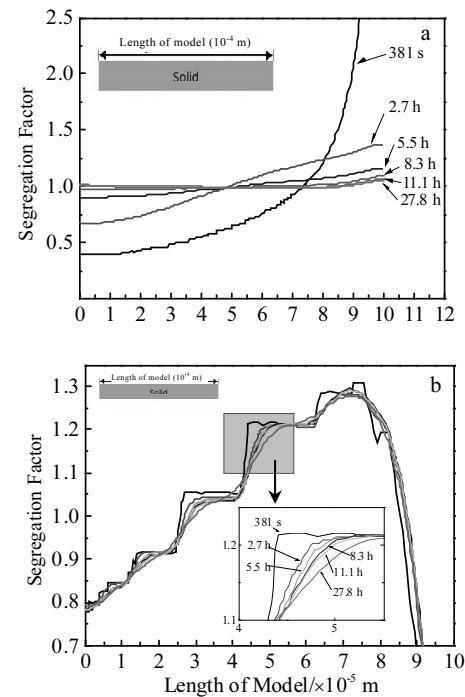 a
Length of model (10⁻⁴ m)
Solid
381 s
2.7 h
5.5 h
8.3 h
11.1 h
27.8 h
Segregation Factor
2.5
2.0
1.5
1.0
0.5
0 1 2 3 4 5 6 7 8 9 10 11 12
b
Length of model (10⁻⁴ m)
Solid
Segregation Factor
1.3
1.2
1.1
1.0
0.9
0.8
0.7
381 s
2.7 h
5.5 h
8.3 h
11.1 h
27.8 h
1.2
1.1
4 5
0 1 2 3 4 5 6 7 8 9 10
Length of Model/×10⁻⁵ m